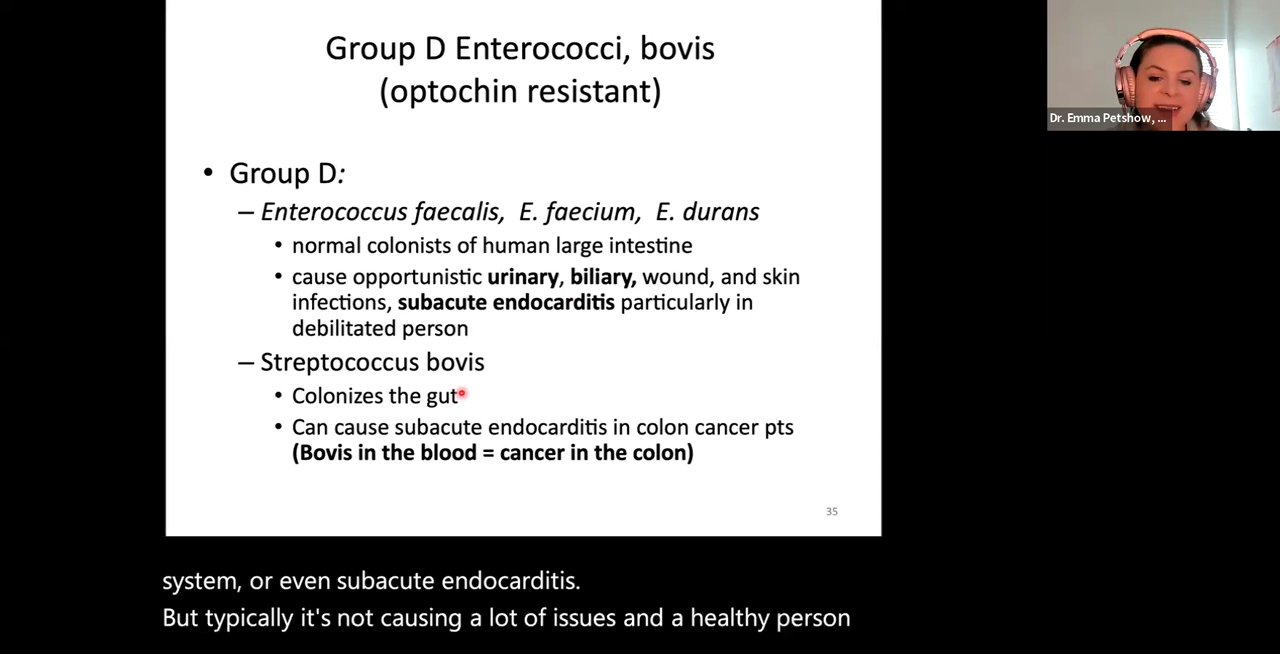 Group D Enterococci, bovis
(optochin resistant)
• Group D:
– Enterococcus faecalis, E. faecium, E. durans
• normal colonists of human large intestine
• cause opportunistic urinary, biliary, wound, and skin
infections, subacute endocarditis particularly in
debilitated person
– Streptococcus bovis
• Colonizes the gut
• Can cause subacute endocarditis in colon cancer pts
(Bovis in the blood = cancer in the colon)
35
Dr. Emma Petshow, ...
system, or even subacute endocarditis.
But typically it's not causing a lot of issues and a healthy person